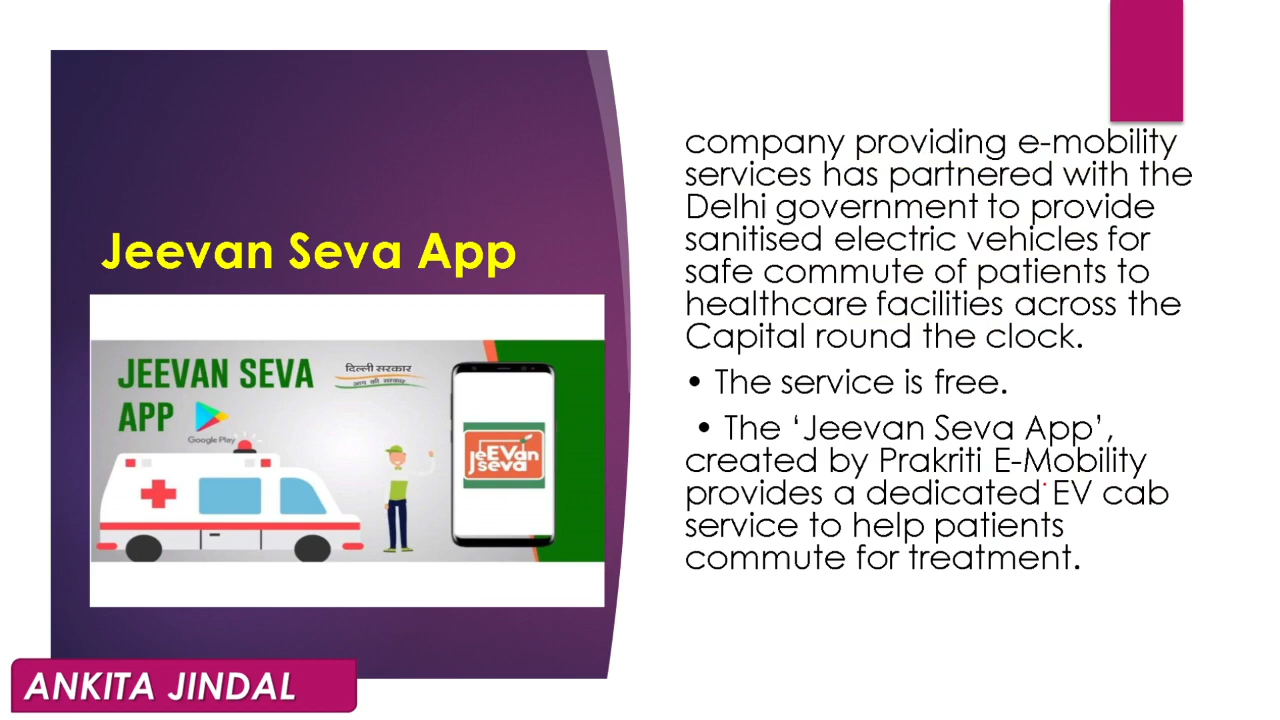 Jeevan Seva App
JEEVAN SEVA
APP
Google Play
दिल्ली सरकार
आप की सरकार
JeEVan
seva
company providing e-mobility
services has partnered with the
Delhi government to provide
sanitised electric vehicles for
safe commute of patients to
healthcare facilities across the
Capital round the clock.
• The service is free.
• The ‘Jeevan Seva App’,
created by Prakriti E-Mobility
provides a dedicated EV cab
service to help patients
commute for treatment.
ANKITA JINDAL